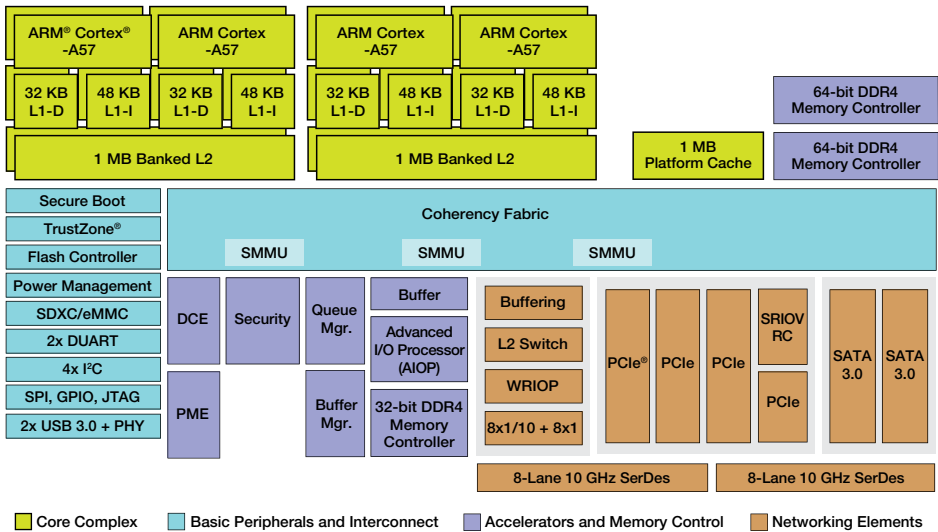 ARM® Cortex®
-A57
ARM Cortex
-A57
ARM Cortex
-A57
ARM Cortex
-A57
32 KB
L1-D
48 KB
L1-I
32 KB
L1-D
48 KB
L1-I
32 KB
L1-D
48 KB
L1-I
32 KB
L1-D
48 KB
L1-I
1 MB Banked L2
1 MB Banked L2
1 MB
Platform Cache
64-bit DDR4
Memory Controller
64-bit DDR4
Memory Controller
Secure Boot
TrustZone®
Flash Controller
Power Management
SDXC/eMMC
2x DUART
4x I²C
SPI, GPIO, JTAG
2x USB 3.0 + PHY
Coherency Fabric
SMMU
SMMU
SMMU
DCE
Security
Queue
Mgr.
Buffer
Advanced
I/O Processor
(AIOP)
PME
Buffer
Mgr.
32-bit DDR4
Memory
Controller
Buffering
L2 Switch
WRIOP
8x1/10 + 8x1
PCIe®
PCIe
PCIe
SRIOV
RC
PCIe
SATA
3.0
SATA
3.0
8-Lane 10 GHz SerDes
8-Lane 10 GHz SerDes
Core Complex
Basic Peripherals and Interconnect
Accelerators and Memory Control
Networking Elements